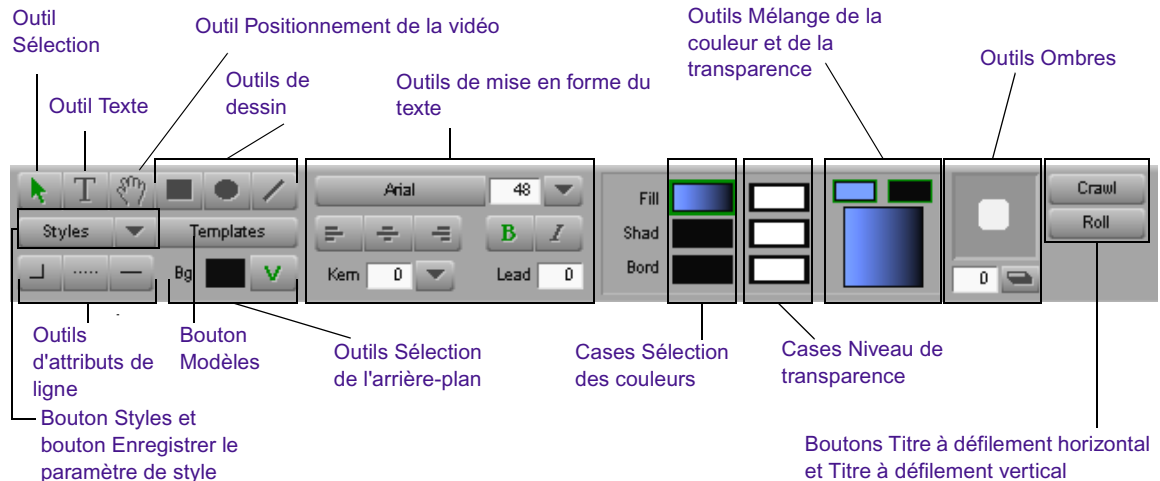 Outil
Sélection
Outil Positionnement de la vidéo
Outil Texte
Outils de
dessin
Outils de mise en forme du
texte
Outils Mélange de la
couleur et de la
transparence
Outils Ombres
T
Arial
48
Fill
Crawl
Styles
Templates
B
I
Shad
Roll
Bg
V
Kern
0
Lead
0
Bord
0
Outils
d'attributs de
ligne
Bouton
Modèles
Outils Sélection
de l'arrière-plan
Cases Sélection
des couleurs
Cases Niveau de
transparence
Bouton Styles et
bouton Enregistrer le
paramètre de style
Boutons Titre à défilement horizontal
et Titre à défilement vertical